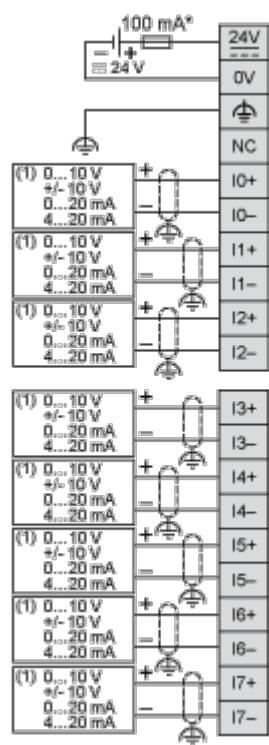 100 mA*
24V
24 V
0V
NC
(1) 0... 10 V
+/- 10 V
0...20 mA
4...20 mA
+
I0+
−
I0−
(1) 0... 10 V
+/- 10 V
0...20 mA
4...20 mA
+
I1+
−
I1−
(1) 0... 10 V
+/- 10 V
0...20 mA
4...20 mA
+
I2+
−
I2−
(1) 0... 10 V
+/- 10 V
0...20 mA
4...20 mA
+
I3+
−
I3−
(1) 0... 10 V
+/- 10 V
0...20 mA
4...20 mA
+
I4+
−
I4−
(1) 0... 10 V
+/- 10 V
0...20 mA
4...20 mA
+
I5+
−
I5−
(1) 0... 10 V
+/- 10 V
0...20 mA
4...20 mA
+
I6+
−
I6−
(1) 0... 10 V
+/- 10 V
0...20 mA
4...20 mA
+
I7+
−
I7−